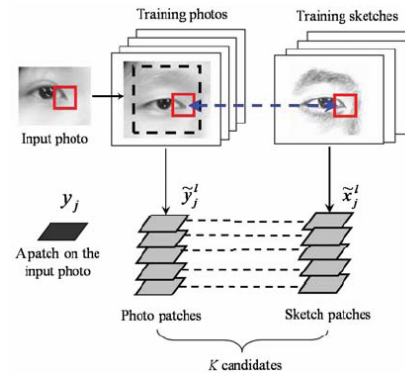 Training photos
Training sketches
Input photo
y_j
ỹ_j^l
x̃_j^l
A patch on the
input photo
Photo patches
Sketch patches
K candidates